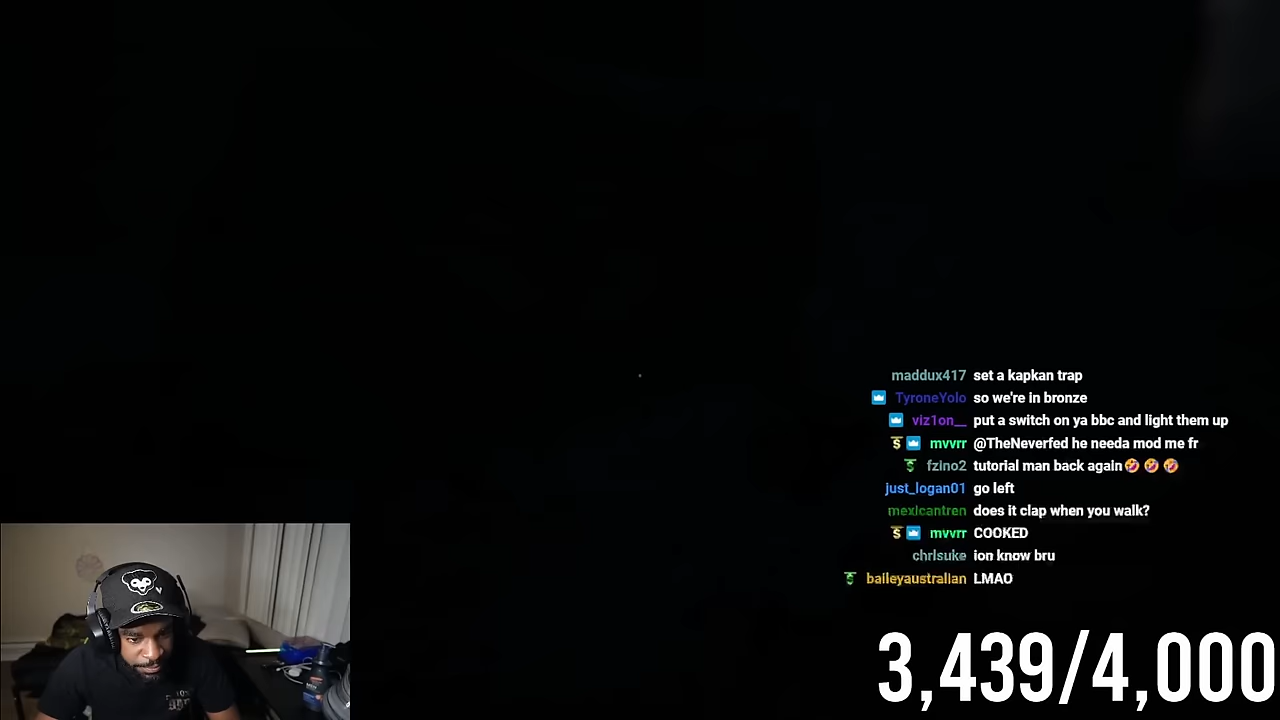 maddux417 set a kapkan trap
TyroneYolo so we're in bronze
viz1on__ put a switch on ya bbc and light them up
mvvrr @TheNeverfed he needa mod me fr
fzino2 tutorial man back again🤣🤣🤣
just_logan01 go left
mexicantren does it clap when you walk?
mvvrr COOKED
chrisuke ion know bru
baileyaustralian LMAO
3,439/4,000